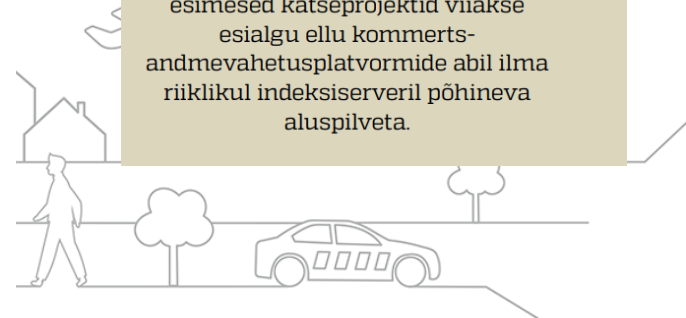 esimesed katseprojektid viiakse
esialgu ellu kommerts-
andmevahetusplatvormide abil ilma
riiklikul indeksiserveril põhineva
aluspilveta.